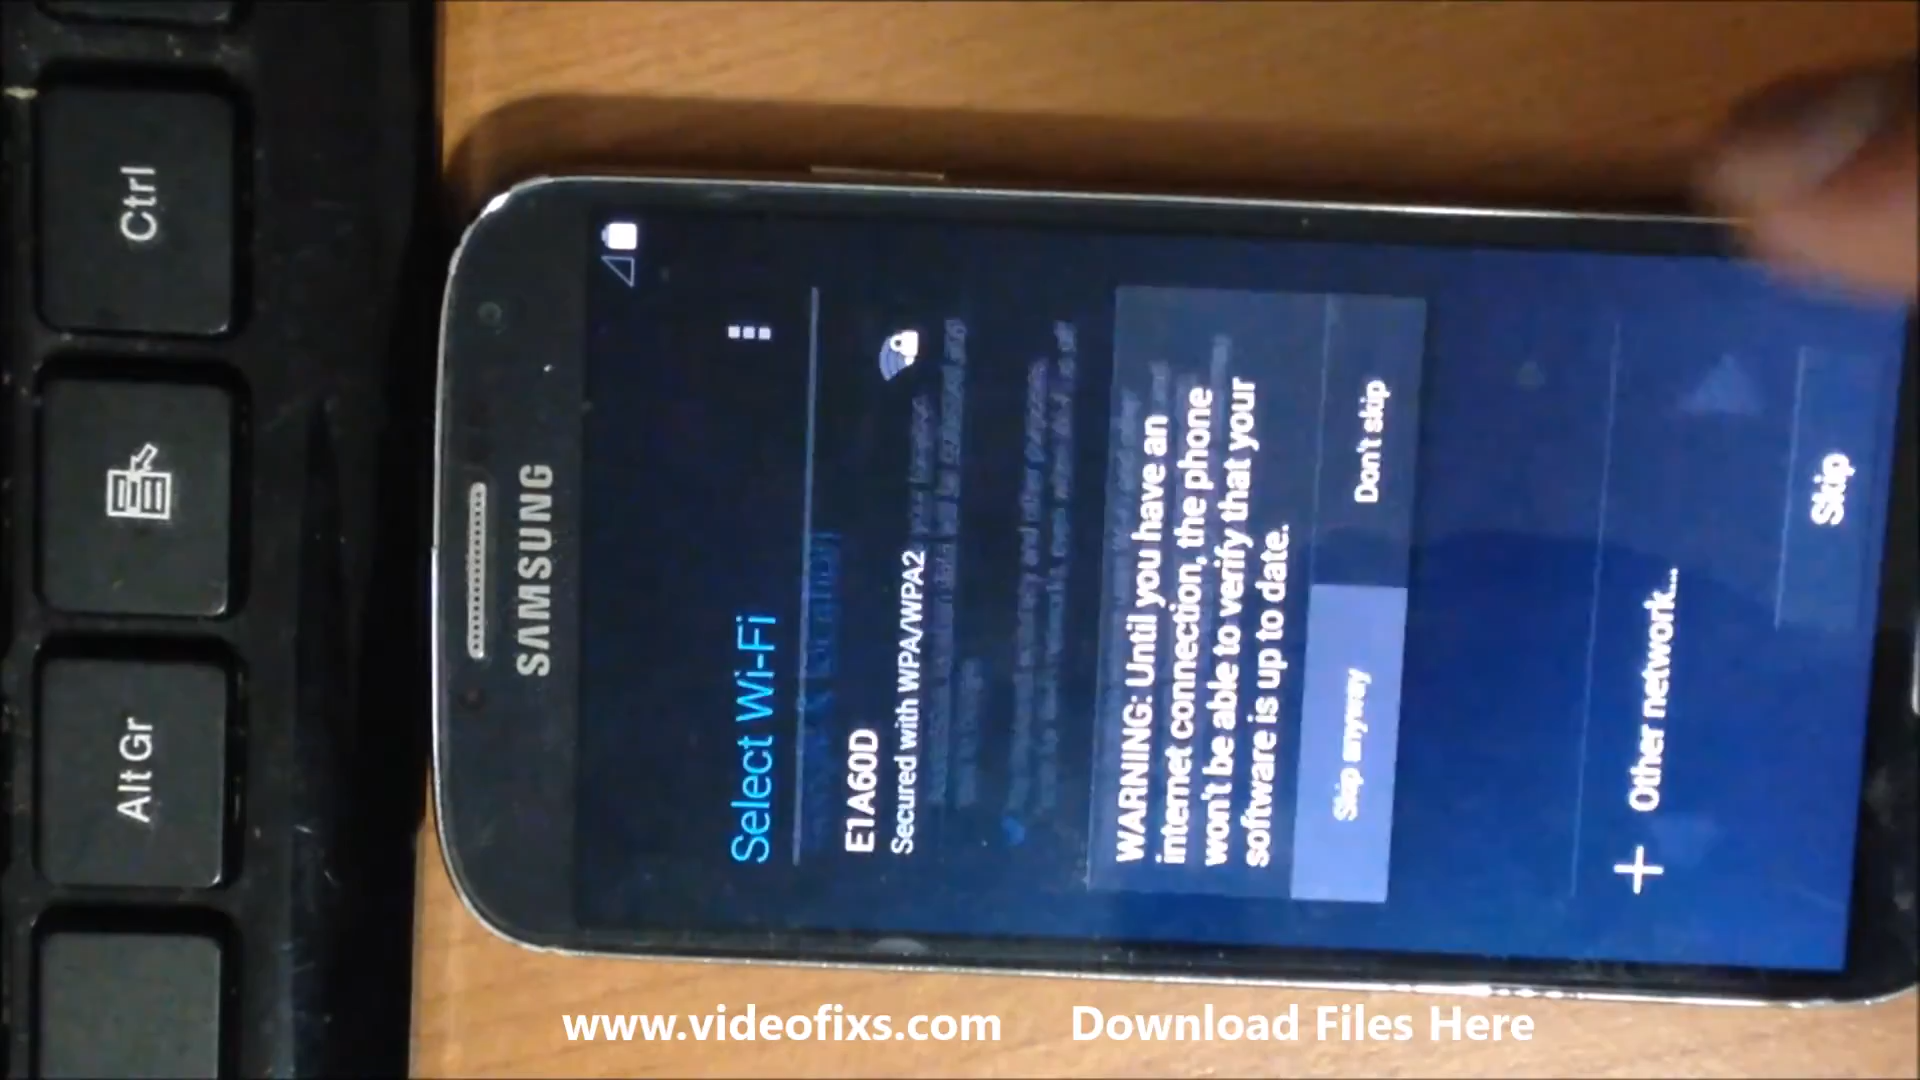 Ctrl
AltGr
SAMSUNG
Select Wi-Fi
E1A60D
Secured with WPA/WPA2
WARNING: Until you have an
internet connection, the phone
won't be able to verify that your
software is up to date.
Skip anyway
Don't skip
Other network...
Skip
www.videofixs.com Download Files Here